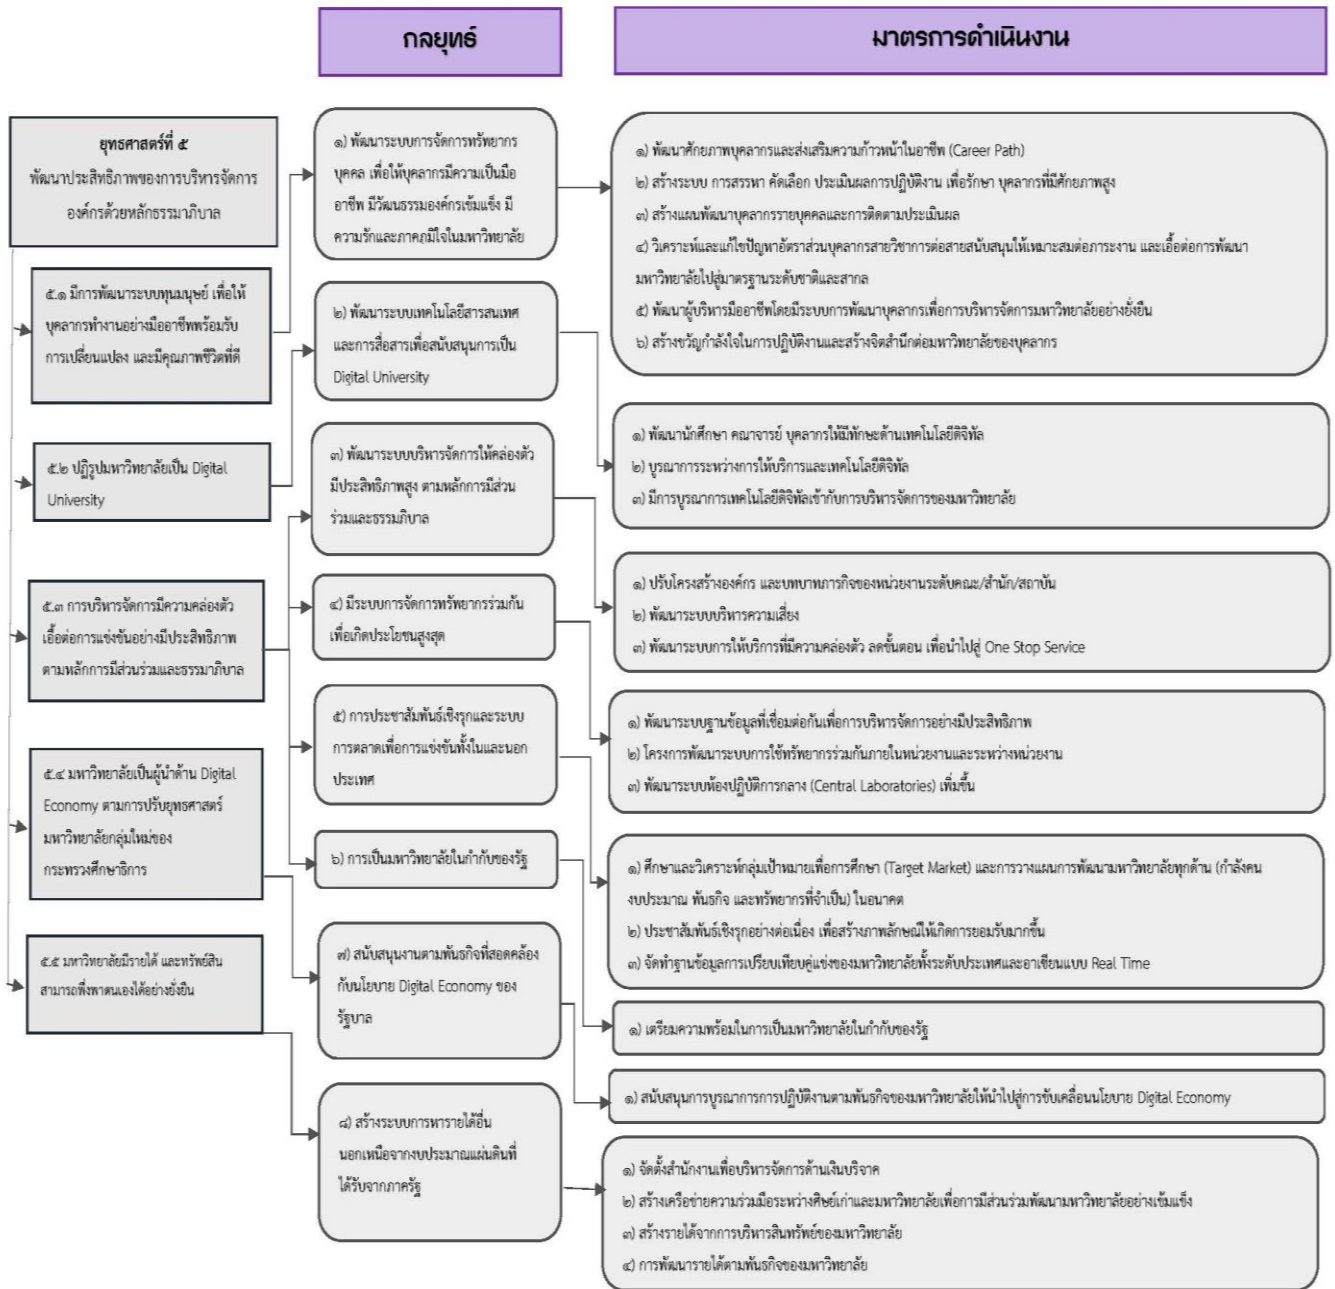 กลยุทธ์
มาตรการดำเนินงาน
ยุทธศาสตร์ที่ ๕
พัฒนาประสิทธิภาพของการบริหารจัดการ
องค์กรด้วยหลักธรรมาภิบาล
๕.๑ มีการพัฒนาระบบทุนมนุษย์ เพื่อให้
บุคลากรทำงานอย่างมืออาชีพพร้อมรับ
การเปลี่ยนแปลง และมีคุณภาพชีวิตที่ดี
๕.๒ ปฏิรูปมหาวิทยาลัยเป็น Digital
University
๕.๓ การบริหารจัดการมีความคล่องตัว
เอื้อต่อการแข่งขันอย่างมีประสิทธิภาพ
ตามหลักการมีส่วนร่วมและธรรมาภิบาล
๕.๔ มหาวิทยาลัยเป็นผู้นำด้าน Digital
Economy ตามการปรับยุทธศาสตร์
มหาวิทยาลัยกลุ่มใหม่ของ
กระทรวงศึกษาธิการ
๕.๕ มหาวิทยาลัยมีรายได้ และทรัพย์สิน
สามารถพึ่งพาตนเองได้อย่างยั่งยืน
๑) พัฒนาระบบการจัดการทรัพยากร
บุคคล เพื่อให้บุคลากรมีความเป็นมือ
อาชีพ มีวัฒนธรรมองค์กรเข้มแข็ง มี
ความรักและภาคภูมิใจในมหาวิทยาลัย
๒) พัฒนาระบบเทคโนโลยีสารสนเทศ
และการสื่อสารเพื่อสนับสนุนการเป็น
Digital University
๓) พัฒนาระบบบริหารจัดการให้คล่องตัว
มีประสิทธิภาพสูง ตามหลักการมีส่วน
ร่วมและธรรมภิบาล
๔) มีระบบการจัดการทรัพยากรร่วมกัน
เพื่อเกิดประโยชนสูงสุด
๕) การประชาสัมพันธ์เชิงรุกและระบบ
การตลาดเพื่อการแข่งขันทั้งในและนอก
ประเทศ
๖) การเป็นมหาวิทยาลัยในกำกับของรัฐ
๗) สนับสนุนงานตามพันธกิจที่สอดคล้อง
กับนโยบาย Digital Economy ของ
รัฐบาล
๘) สร้างระบบการหารายได้อื่น
นอกเหนือจากงบประมาณแผ่นดินที่
ได้รับจากภาครัฐ
๑) พัฒนาศักยภาพบุคลากรและส่งเสริมความก้าวหน้าในอาชีพ (Career Path)
๒) สร้างระบบ การสรรหา คัดเลือก ประเมินผลการปฏิบัติงาน เพื่อรักษา บุคลากรที่มีศักยภาพสูง
๓) สร้างแผนพัฒนาบุคลากรรายบุคคลและการติดตามประเมินผล
๔) วิเคราะห์และแก้ไขปัญหาอัตราส่วนบุคลากรสายวิชาการต่อสายสนับสนุนให้เหมาะสมต่อภาระงาน และเอื้อต่อการพัฒนา
มหาวิทยาลัยไปสู่มาตรฐานระดับชาติและสากล
๕) พัฒนาผู้บริหารมืออาชีพโดยมีระบบการพัฒนาบุคลากรเพื่อการบริหารจัดการมหาวิทยาลัยอย่างยั่งยืน
๖) สร้างขวัญกำลังใจในการปฏิบัติงานและสร้างจิตสำนึกต่อมหาวิทยาลัยของบุคลากร
๑) พัฒนานักศึกษา คณาจารย์ บุคลากรให้มีทักษะด้านเทคโนโลยีดิจิทัล
๒) บูรณาการระหว่างการให้บริการและเทคโนโลยีดิจิทัล
๓) มีการบูรณาการเทคโนโลยีดิจิทัลเข้ากับการบริหารจัดการของมหาวิทยาลัย
๑) ปรับโครงสร้างองค์กร และบทบาทภารกิจของหน่วยงานระดับคณะ/สำนัก/สถาบัน
๒) พัฒนาระบบบริหารความเสี่ยง
๓) พัฒนาระบบการให้บริการที่มีความคล่องตัว ลดขั้นตอน เพื่อนำไปสู่ One Stop Service
๑) พัฒนาระบบฐานข้อมูลที่เชื่อมต่อกันเพื่อการบริหารจัดการอย่างมีประสิทธิภาพ
๒) โครงการพัฒนาระบบการใช้ทรัพยากรร่วมกันภายในหน่วยงานและระหว่างหน่วยงาน
๓) พัฒนาระบบห้องปฏิบัติการกลาง (Central Laboratories) เพิ่มขึ้น
๑) ศึกษาและวิเคราะห์กลุ่มเป้าหมายเพื่อการศึกษา (Target Market) และการวางแผนการพัฒนามหาวิทยาลัยทุกด้าน (กำลังคน
งบประมาณ พันธกิจ และทรัพยากรที่จำเป็น) ในอนาคต
๒) ประชาสัมพันธ์เชิงรุกอย่างต่อเนื่อง เพื่อสร้างภาพลักษณ์ให้เกิดการยอมรับมากขึ้น
๓) จัดทำฐานข้อมูลการเปรียบเทียบคู่แข่งของมหาวิทยาลัยทั้งระดับประเทศและอาเซียนแบบ Real Time
๑) เตรียมความพร้อมในการเป็นมหาวิทยาลัยในกำกับของรัฐ
๑) สนับสนุนการบูรณาการการปฏิบัติงานตามพันธกิจของมหาวิทยาลัยให้นำไปสู่การขับเคลื่อนนโยบาย Digital Economy
๑) จัดตั้งสำนักงานเพื่อบริหารจัดการด้านเงินบริจาค
๒) สร้างเครือข่ายความร่วมมือระหว่างศิษย์เก่าและมหาวิทยาลัยเพื่อการมีส่วนร่วมพัฒนามหาวิทยาลัยอย่างเข้มแข็ง
๓) สร้างรายได้จากการบริหารสินทรัพย์ของมหาวิทยาลัย
๔) การพัฒนารายได้ตามพันธกิจของมหาวิทยาลัย